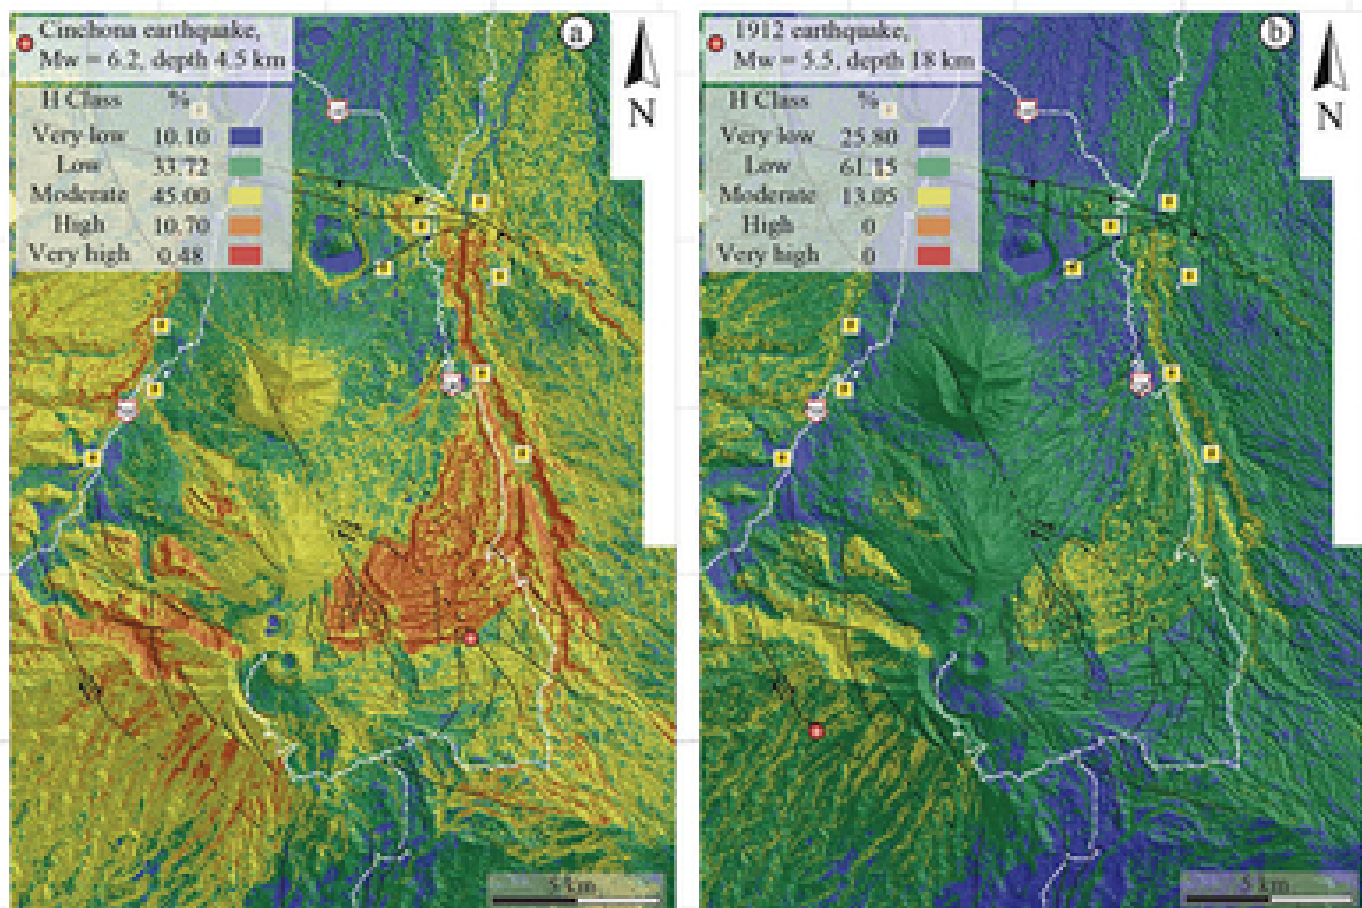 Cinchona earthquake,
Mw = 6.2, depth 4.5 km
H Class %
Very low 10.10
Low 33.72
Moderate 45.00
High 10.70
Very high 0.48
a
N
5 km
1912 earthquake,
Mw = 5.5, depth 18 km
H Class %
Very low 25.80
Low 61.15
Moderate 13.05
High 0
Very high 0
b
N
5 km